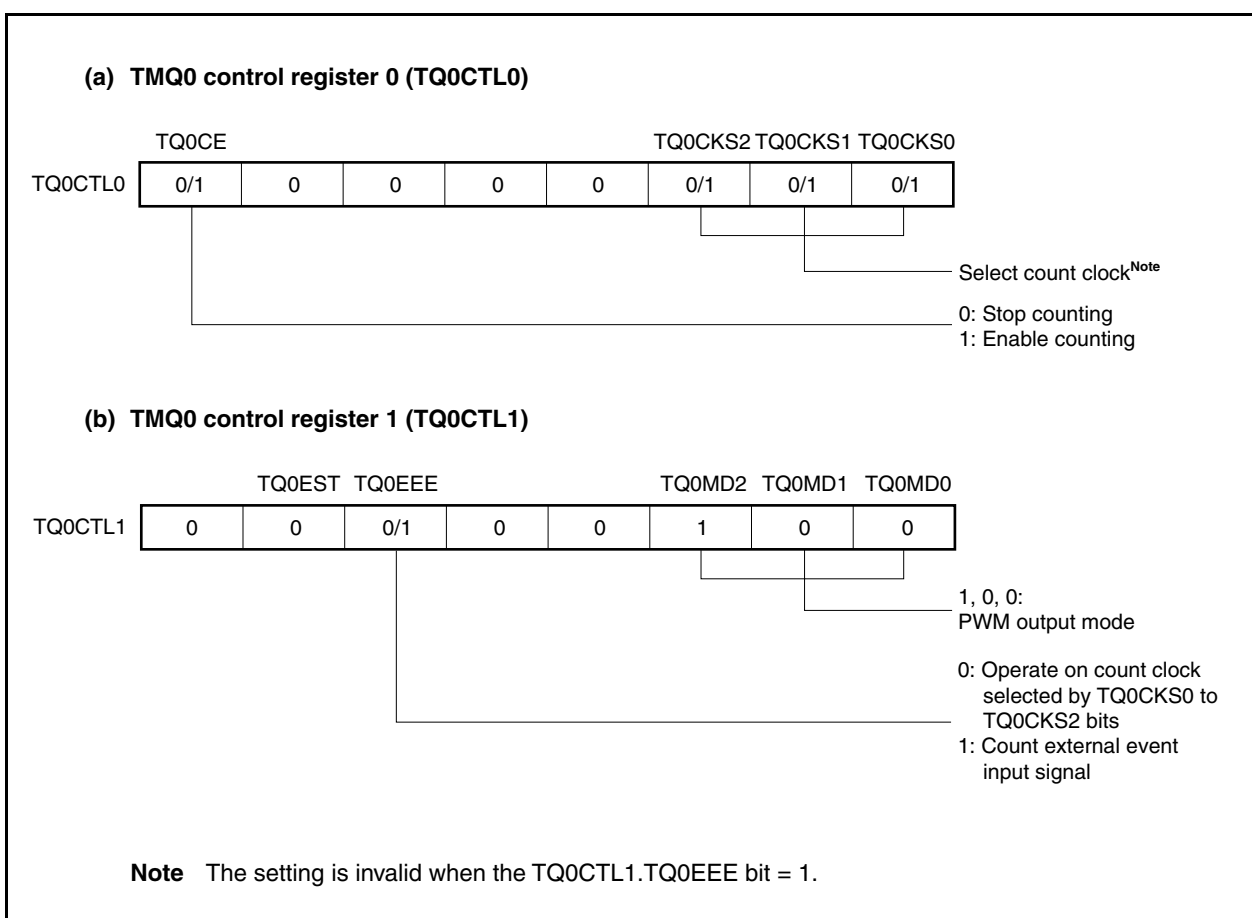 (a) TMQ0 control register 0 (TQ0CTL0)
TQ0CE TQ0CKS2 TQ0CKS1 TQ0CKS0
TQ0CTL0 0/1 0 0 0 0 0/1 0/1 0/1
Select count clockNote
0: Stop counting
1: Enable counting
(b) TMQ0 control register 1 (TQ0CTL1)
TQ0EST TQ0EEE TQ0MD2 TQ0MD1 TQ0MD0
TQ0CTL1 0 0 0/1 0 0 1 0 0
1, 0, 0:
PWM output mode
0: Operate on count clock
selected by TQ0CKS0 to
TQ0CKS2 bits
1: Count external event
input signal
Note The setting is invalid when the TQ0CTL1.TQ0EEE bit = 1.